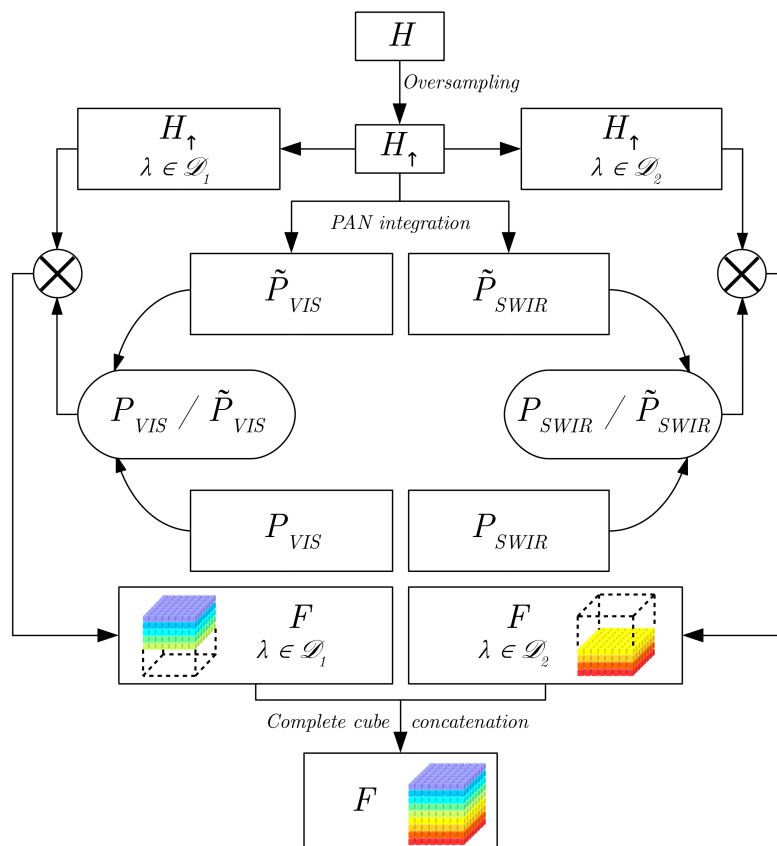 H
Oversampling
H↑
λ ∈ 𝒟1
H↑
H↑
λ ∈ 𝒟2
PAN integration
P̃VIS
P̃SWIR
PVIS / P̃VIS
PSWIR / P̃SWIR
PVIS
PSWIR
F
λ ∈ 𝒟1
F
λ ∈ 𝒟2
Complete cube concatenation
F